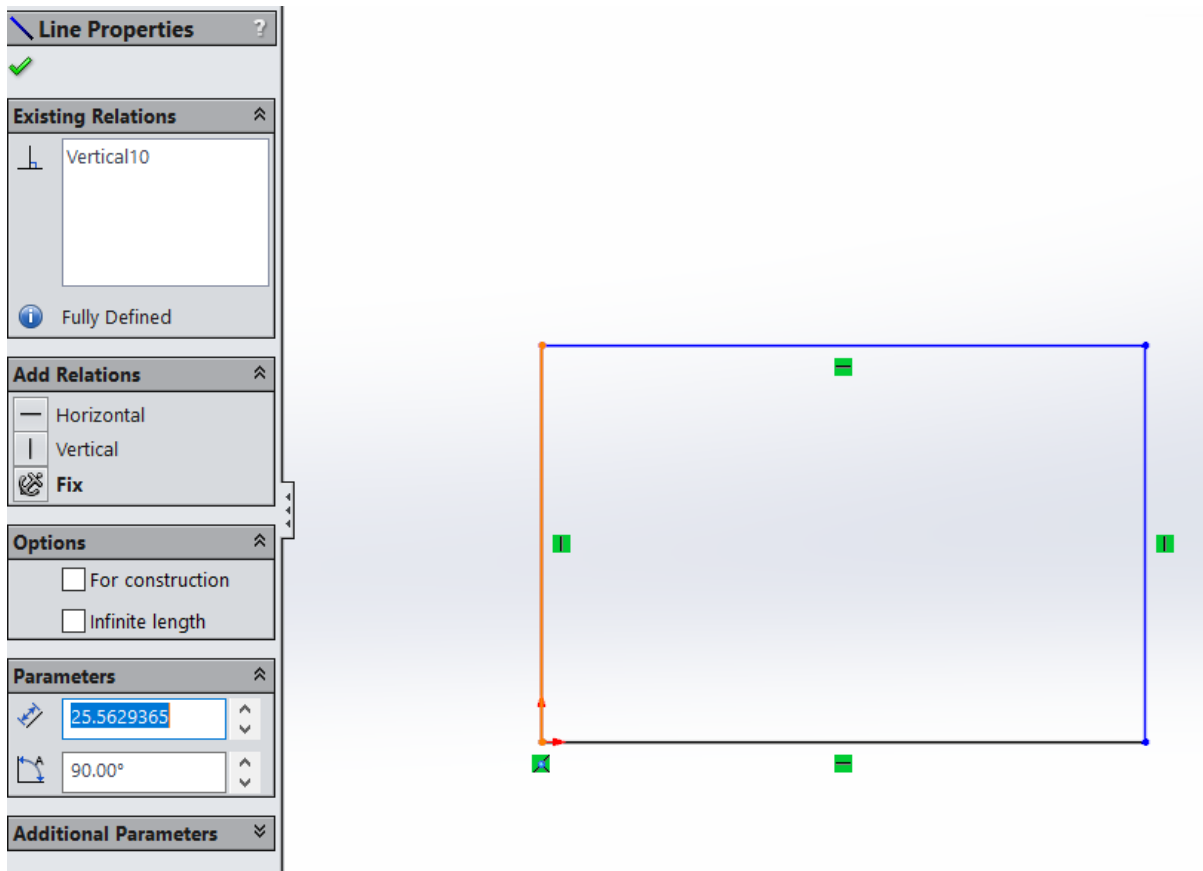 Line Properties ?
Existing Relations
Vertical10
Fully Defined
Add Relations
Horizontal
Vertical
Fix
Options
For construction
Infinite length
Parameters
25.5629365
90.00°
Additional Parameters